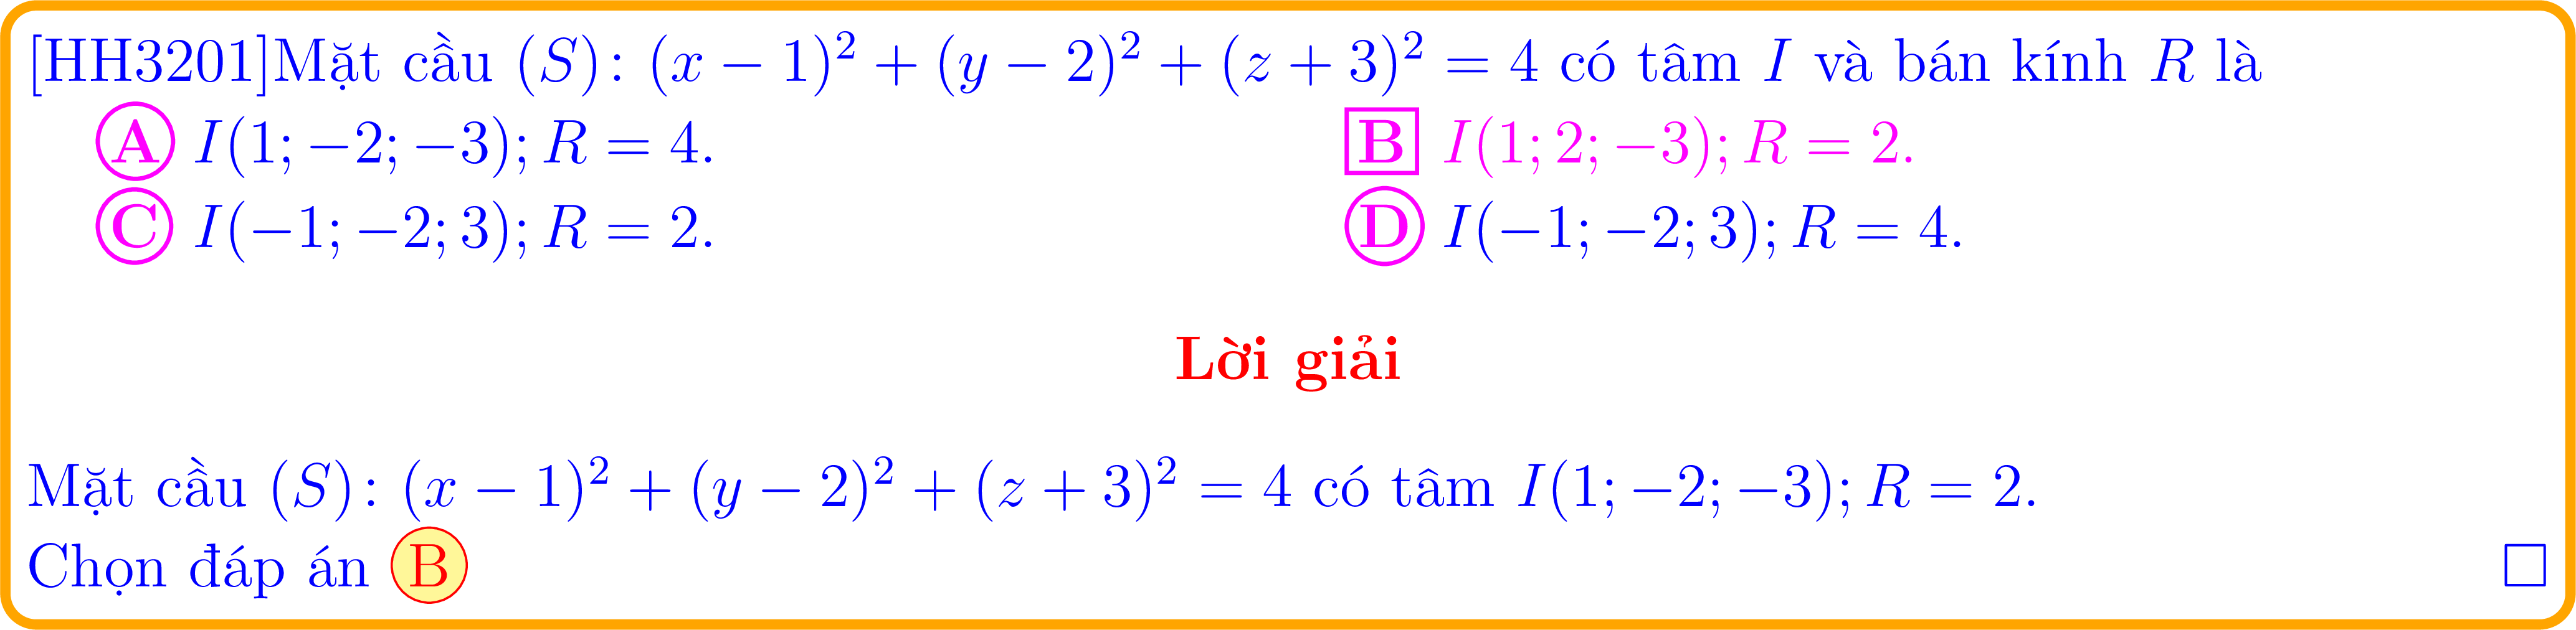 [HH3201]Mặt cầu (S): (x − 1)² + (y − 2)² + (z + 3)² = 4 có tâm I và bán kính R là
A I(1; −2; −3); R = 4. B I(1; 2; −3); R = 2.
C I(−1; −2; 3); R = 2. D I(−1; −2; 3); R = 4.
Lời giải
Mặt cầu (S): (x − 1)² + (y − 2)² + (z + 3)² = 4 có tâm I(1; −2; −3); R = 2.
Chọn đáp án B □